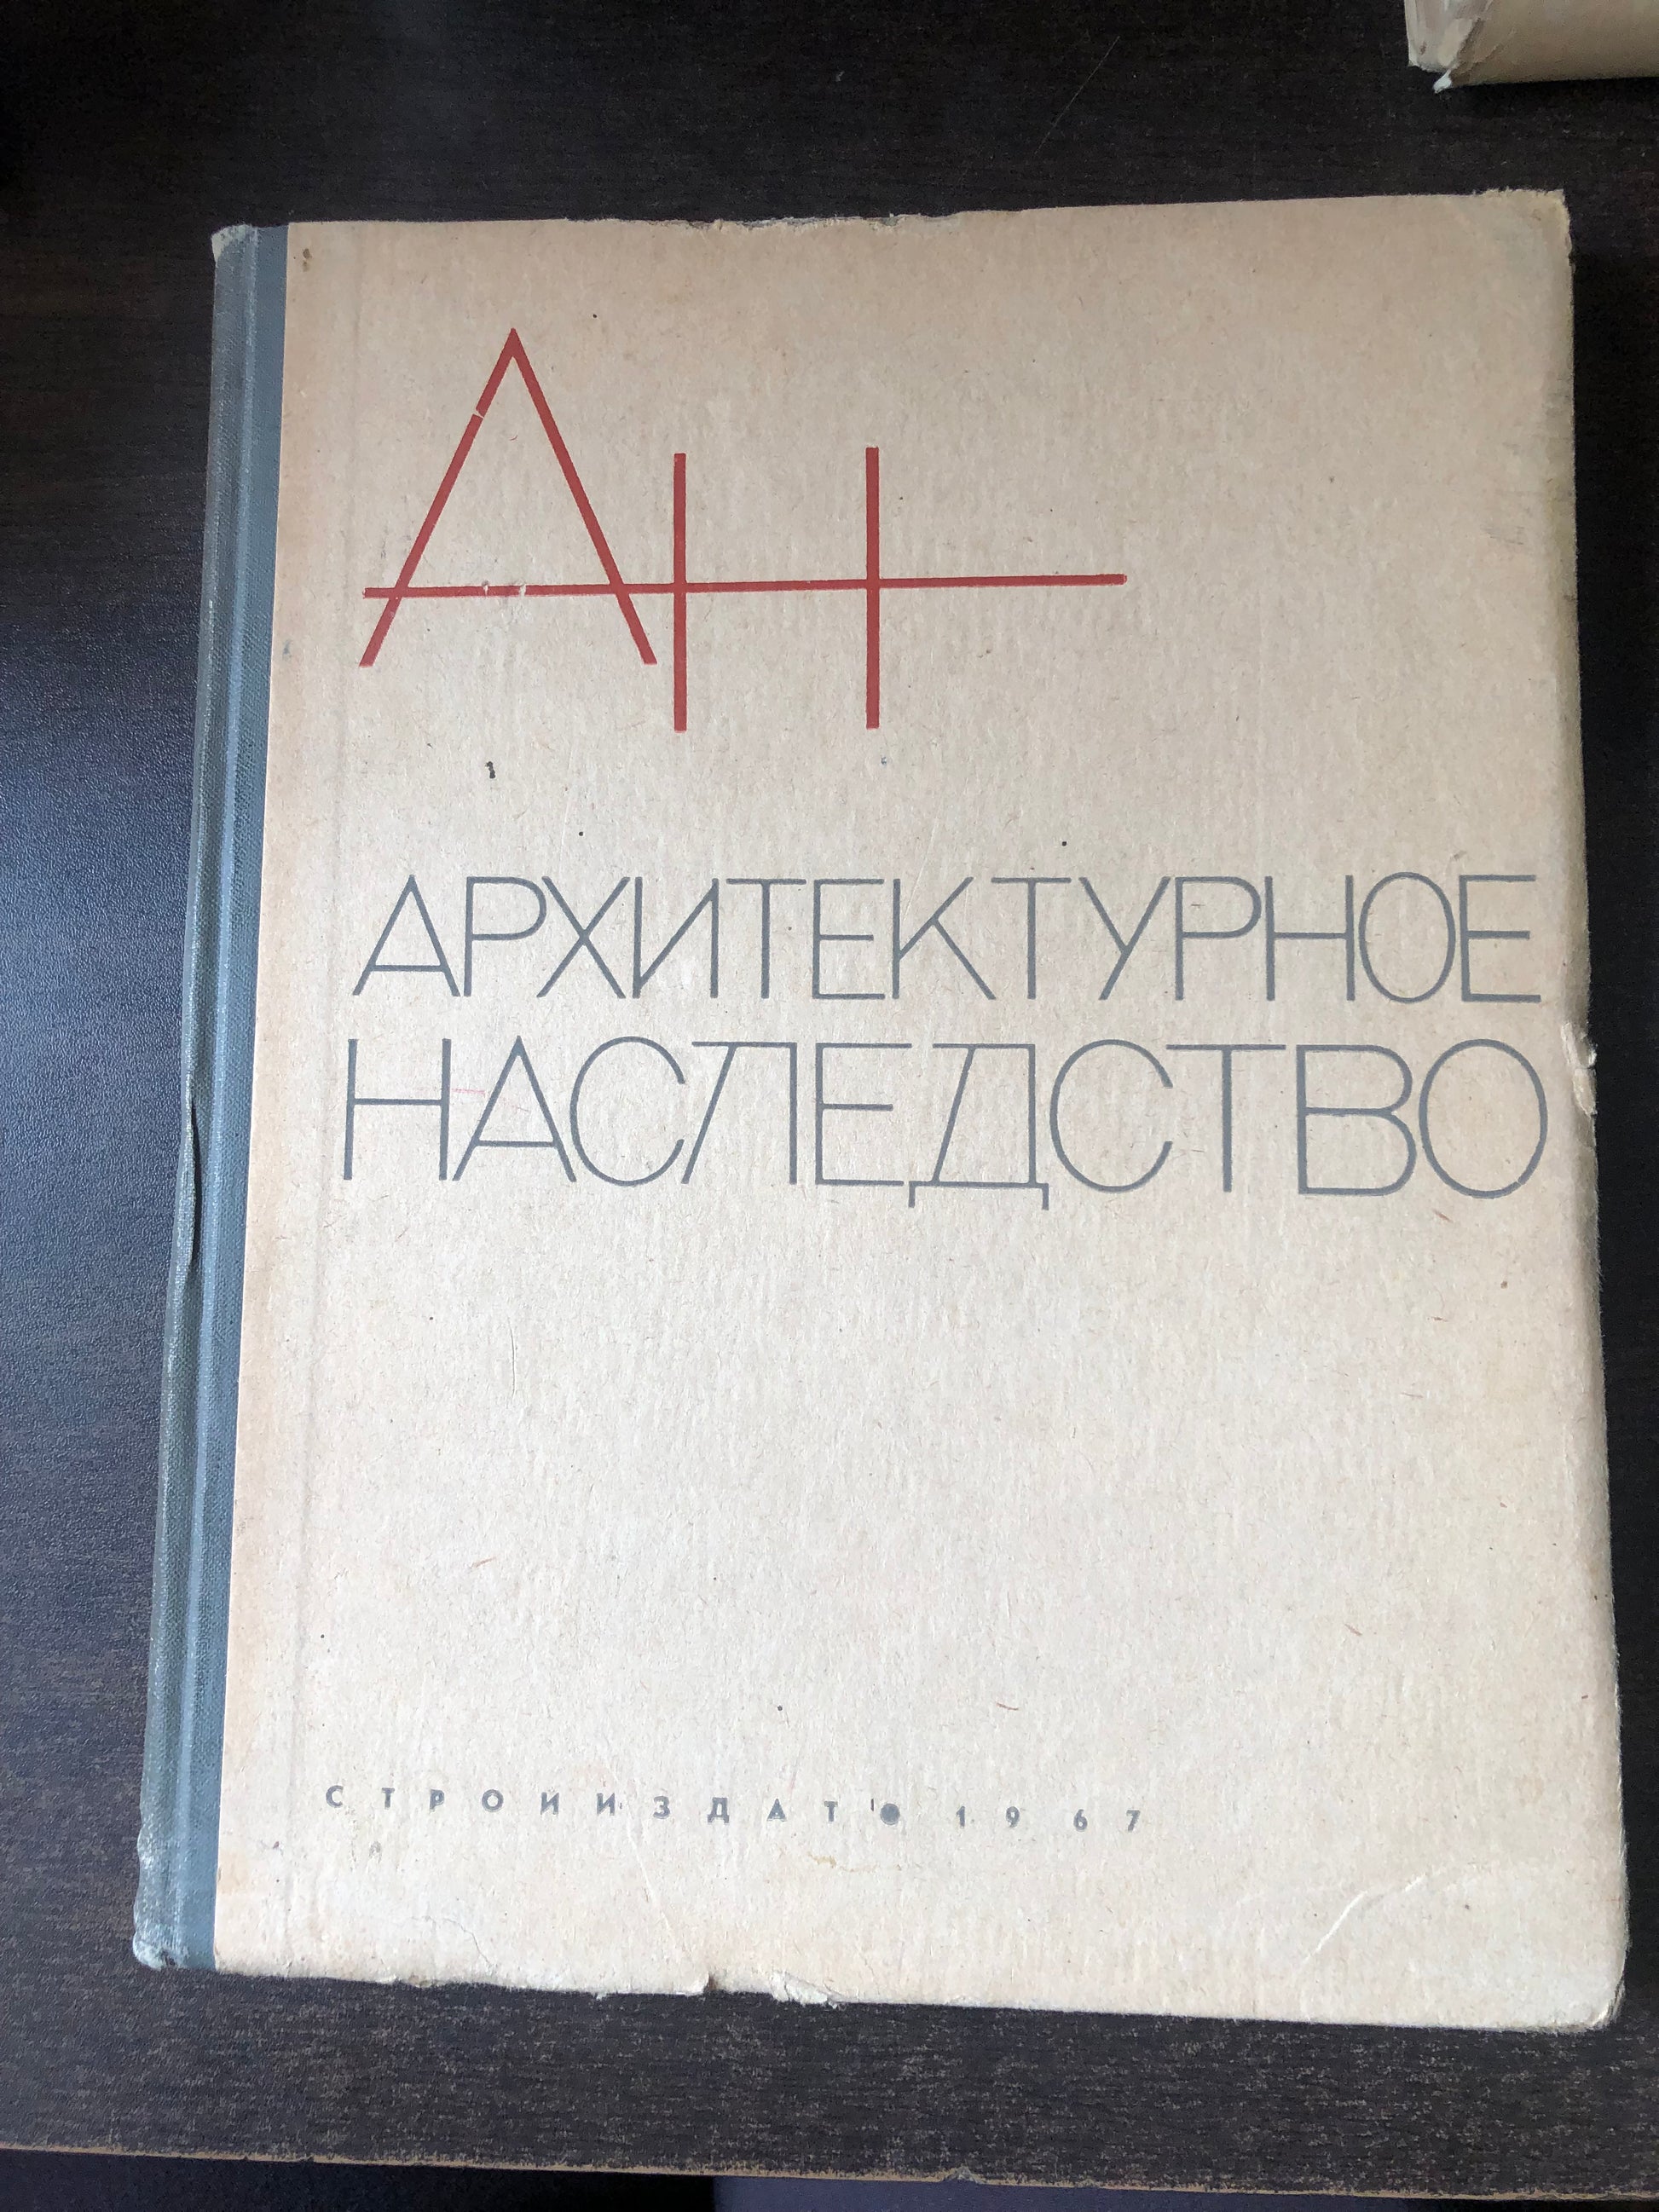 АН
АРХИТЕКТУРНОЕ
НАСЛЕДСТВО
СТРОЙИЗДАТ • 1967